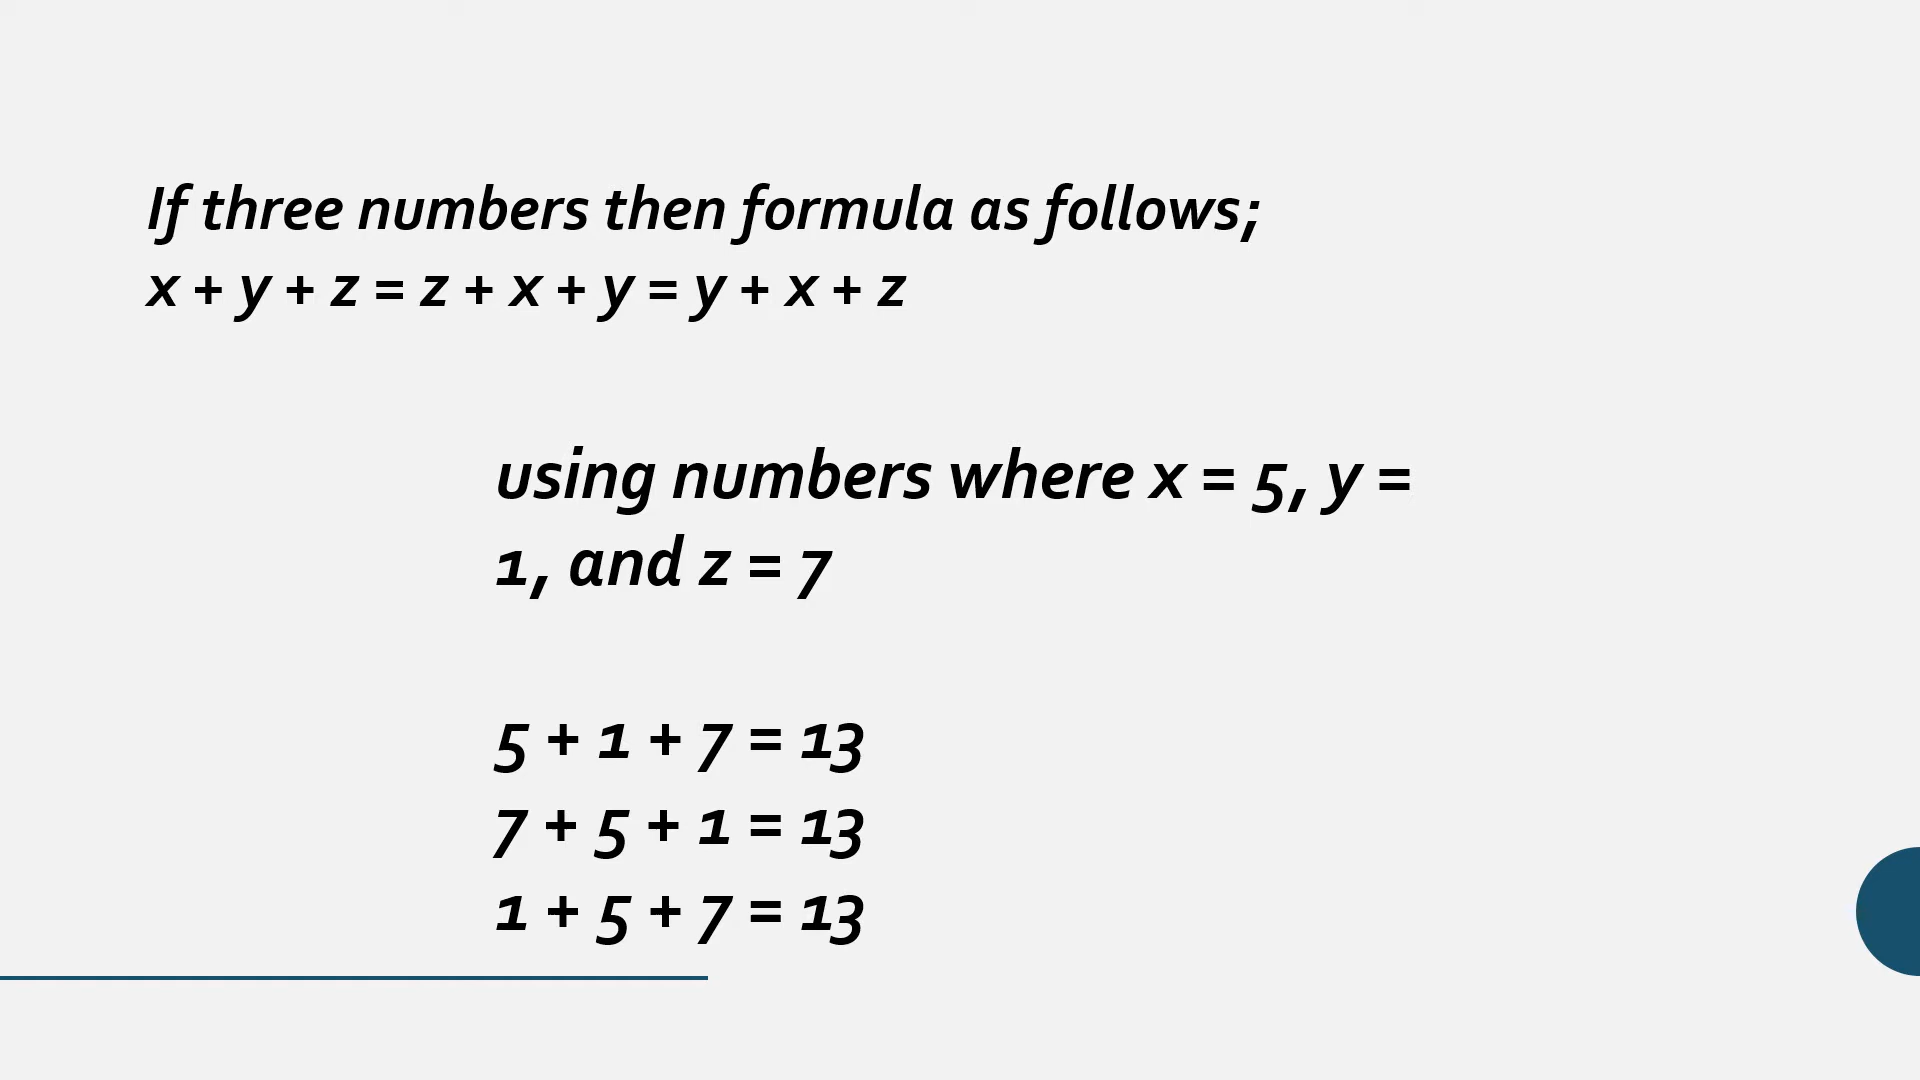 If three numbers then formula as follows;
x + y + z = z + x + y = y + x + z
using numbers where x = 5, y =
1, and z = 7
5 + 1 + 7 = 13
7 + 5 + 1 = 13
1 + 5 + 7 = 13